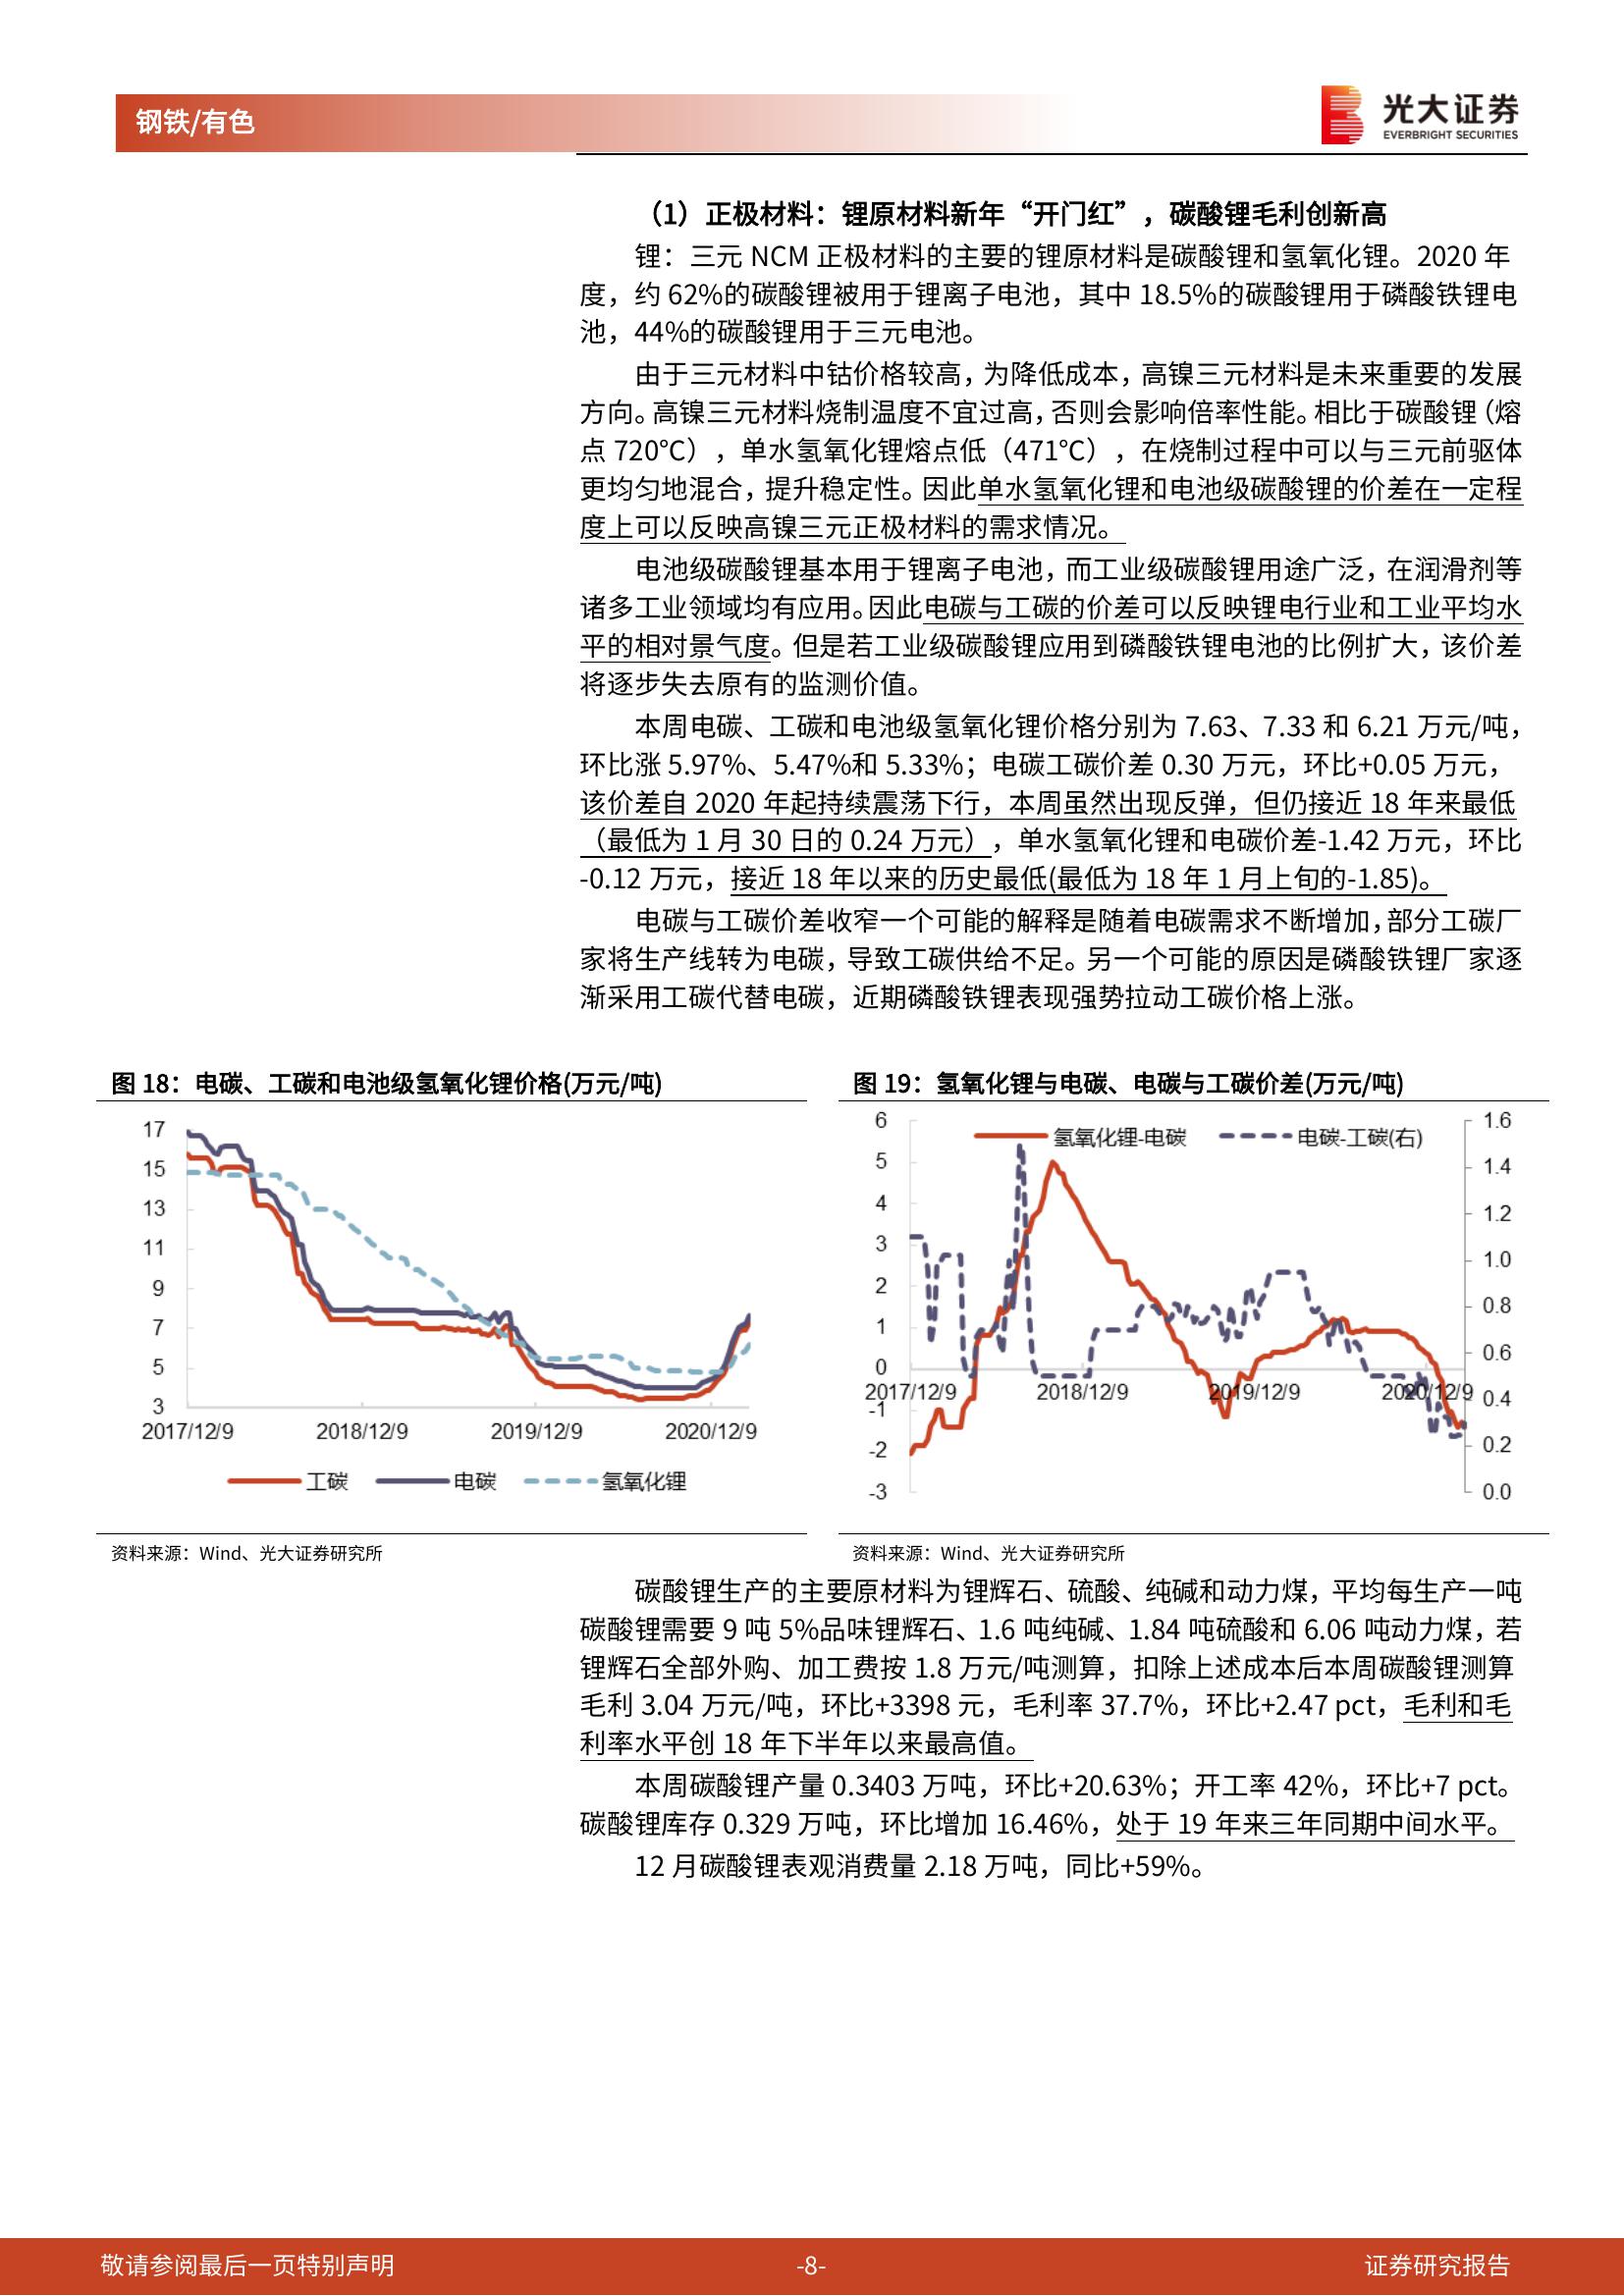 钢铁/有色
光大证券
EVERBRIGHT SECURITIES
（1）正极材料：锂原材料新年“开门红”，碳酸锂毛利创新高
锂：三元 NCM 正极材料的主要的锂原材料是碳酸锂和氢氧化锂。2020 年
度，约 62%的碳酸锂被用于锂离子电池，其中 18.5%的碳酸锂用于磷酸铁锂电
池，44%的碳酸锂用于三元电池。
由于三元材料中钴价格较高，为降低成本，高镍三元材料是未来重要的发展
方向。高镍三元材料烧制温度不宜过高，否则会影响倍率性能。相比于碳酸锂（熔
点 720℃），单水氢氧化锂熔点低（471℃），在烧制过程中可以与三元前驱体
更均匀地混合，提升稳定性。因此单水氢氧化锂和电池级碳酸锂的价差在一定程
度上可以反映高镍三元正极材料的需求情况。
电池级碳酸锂基本用于锂离子电池，而工业级碳酸锂用途广泛，在润滑剂等
诸多工业领域均有应用。因此电碳与工碳的价差可以反映锂电行业和工业平均水
平的相对景气度。但是若工业级碳酸锂应用到磷酸铁锂电池的比例扩大，该价差
将逐步失去原有的监测价值。
本周电碳、工碳和电池级氢氧化锂价格分别为 7.63、7.33 和 6.21 万元/吨，
环比涨 5.97%、5.47%和 5.33%；电碳工碳价差 0.30 万元，环比+0.05 万元，
该价差自 2020 年起持续震荡下行，本周虽然出现反弹，但仍接近 18 年来最低
（最低为 1 月 30 日的 0.24 万元），单水氢氧化锂和电碳价差-1.42 万元，环比
-0.12 万元，接近 18 年以来的历史最低(最低为 18 年 1 月上旬的-1.85)。
电碳与工碳价差收窄一个可能的解释是随着电碳需求不断增加，部分工碳厂
家将生产线转为电碳，导致工碳供给不足。另一个可能的原因是磷酸铁锂厂家逐
渐采用工碳代替电碳，近期磷酸铁锂表现强势拉动工碳价格上涨。
图 18：电碳、工碳和电池级氢氧化锂价格(万元/吨)
17
15
13
11
9
7
5
3
2017/12/9 2018/12/9 2019/12/9 2020/12/9
工碳 电碳 氢氧化锂
资料来源：Wind、光大证券研究所
图 19：氢氧化锂与电碳、电碳与工碳价差(万元/吨)
氢氧化锂-电碳 电碳-工碳(右)
6
5
4
3
2
1
0
-1
-2
-3
2017/12/9 2018/12/9 2019/12/9 2020/12/9
1.6
1.4
1.2
1.0
0.8
0.6
0.4
0.2
0.0
资料来源：Wind、光大证券研究所
碳酸锂生产的主要原材料为锂辉石、硫酸、纯碱和动力煤，平均每生产一吨
碳酸锂需要 9 吨 5%品味锂辉石、1.6 吨纯碱、1.84 吨硫酸和 6.06 吨动力煤，若
锂辉石全部外购、加工费按 1.8 万元/吨测算，扣除上述成本后本周碳酸锂测算
毛利 3.04 万元/吨，环比+3398 元，毛利率 37.7%，环比+2.47 pct，毛利和毛
利率水平创 18 年下半年以来最高值。
本周碳酸锂产量 0.3403 万吨，环比+20.63%；开工率 42%，环比+7 pct。
碳酸锂库存 0.329 万吨，环比增加 16.46%，处于 19 年来三年同期中间水平。
12 月碳酸锂表观消费量 2.18 万吨，同比+59%。
敬请参阅最后一页特别声明
-8-
证券研究报告